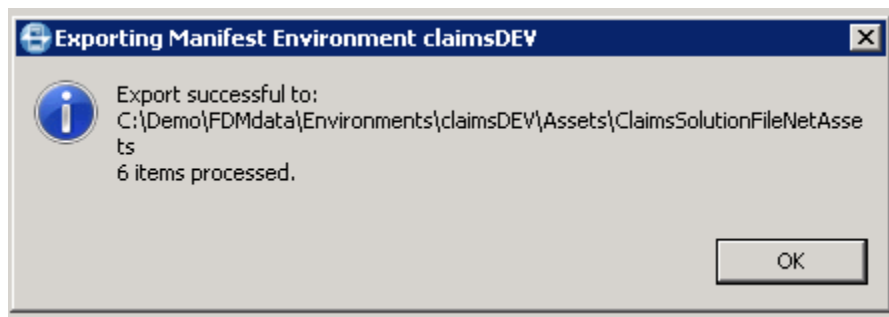 Exporting Manifest Environment claimsDEV
Export successful to:
C:\Demo\FDMdata\Environments\claimsDEV\Assets\ClaimsSolutionFileNetAsse
ts
6 items processed.
OK